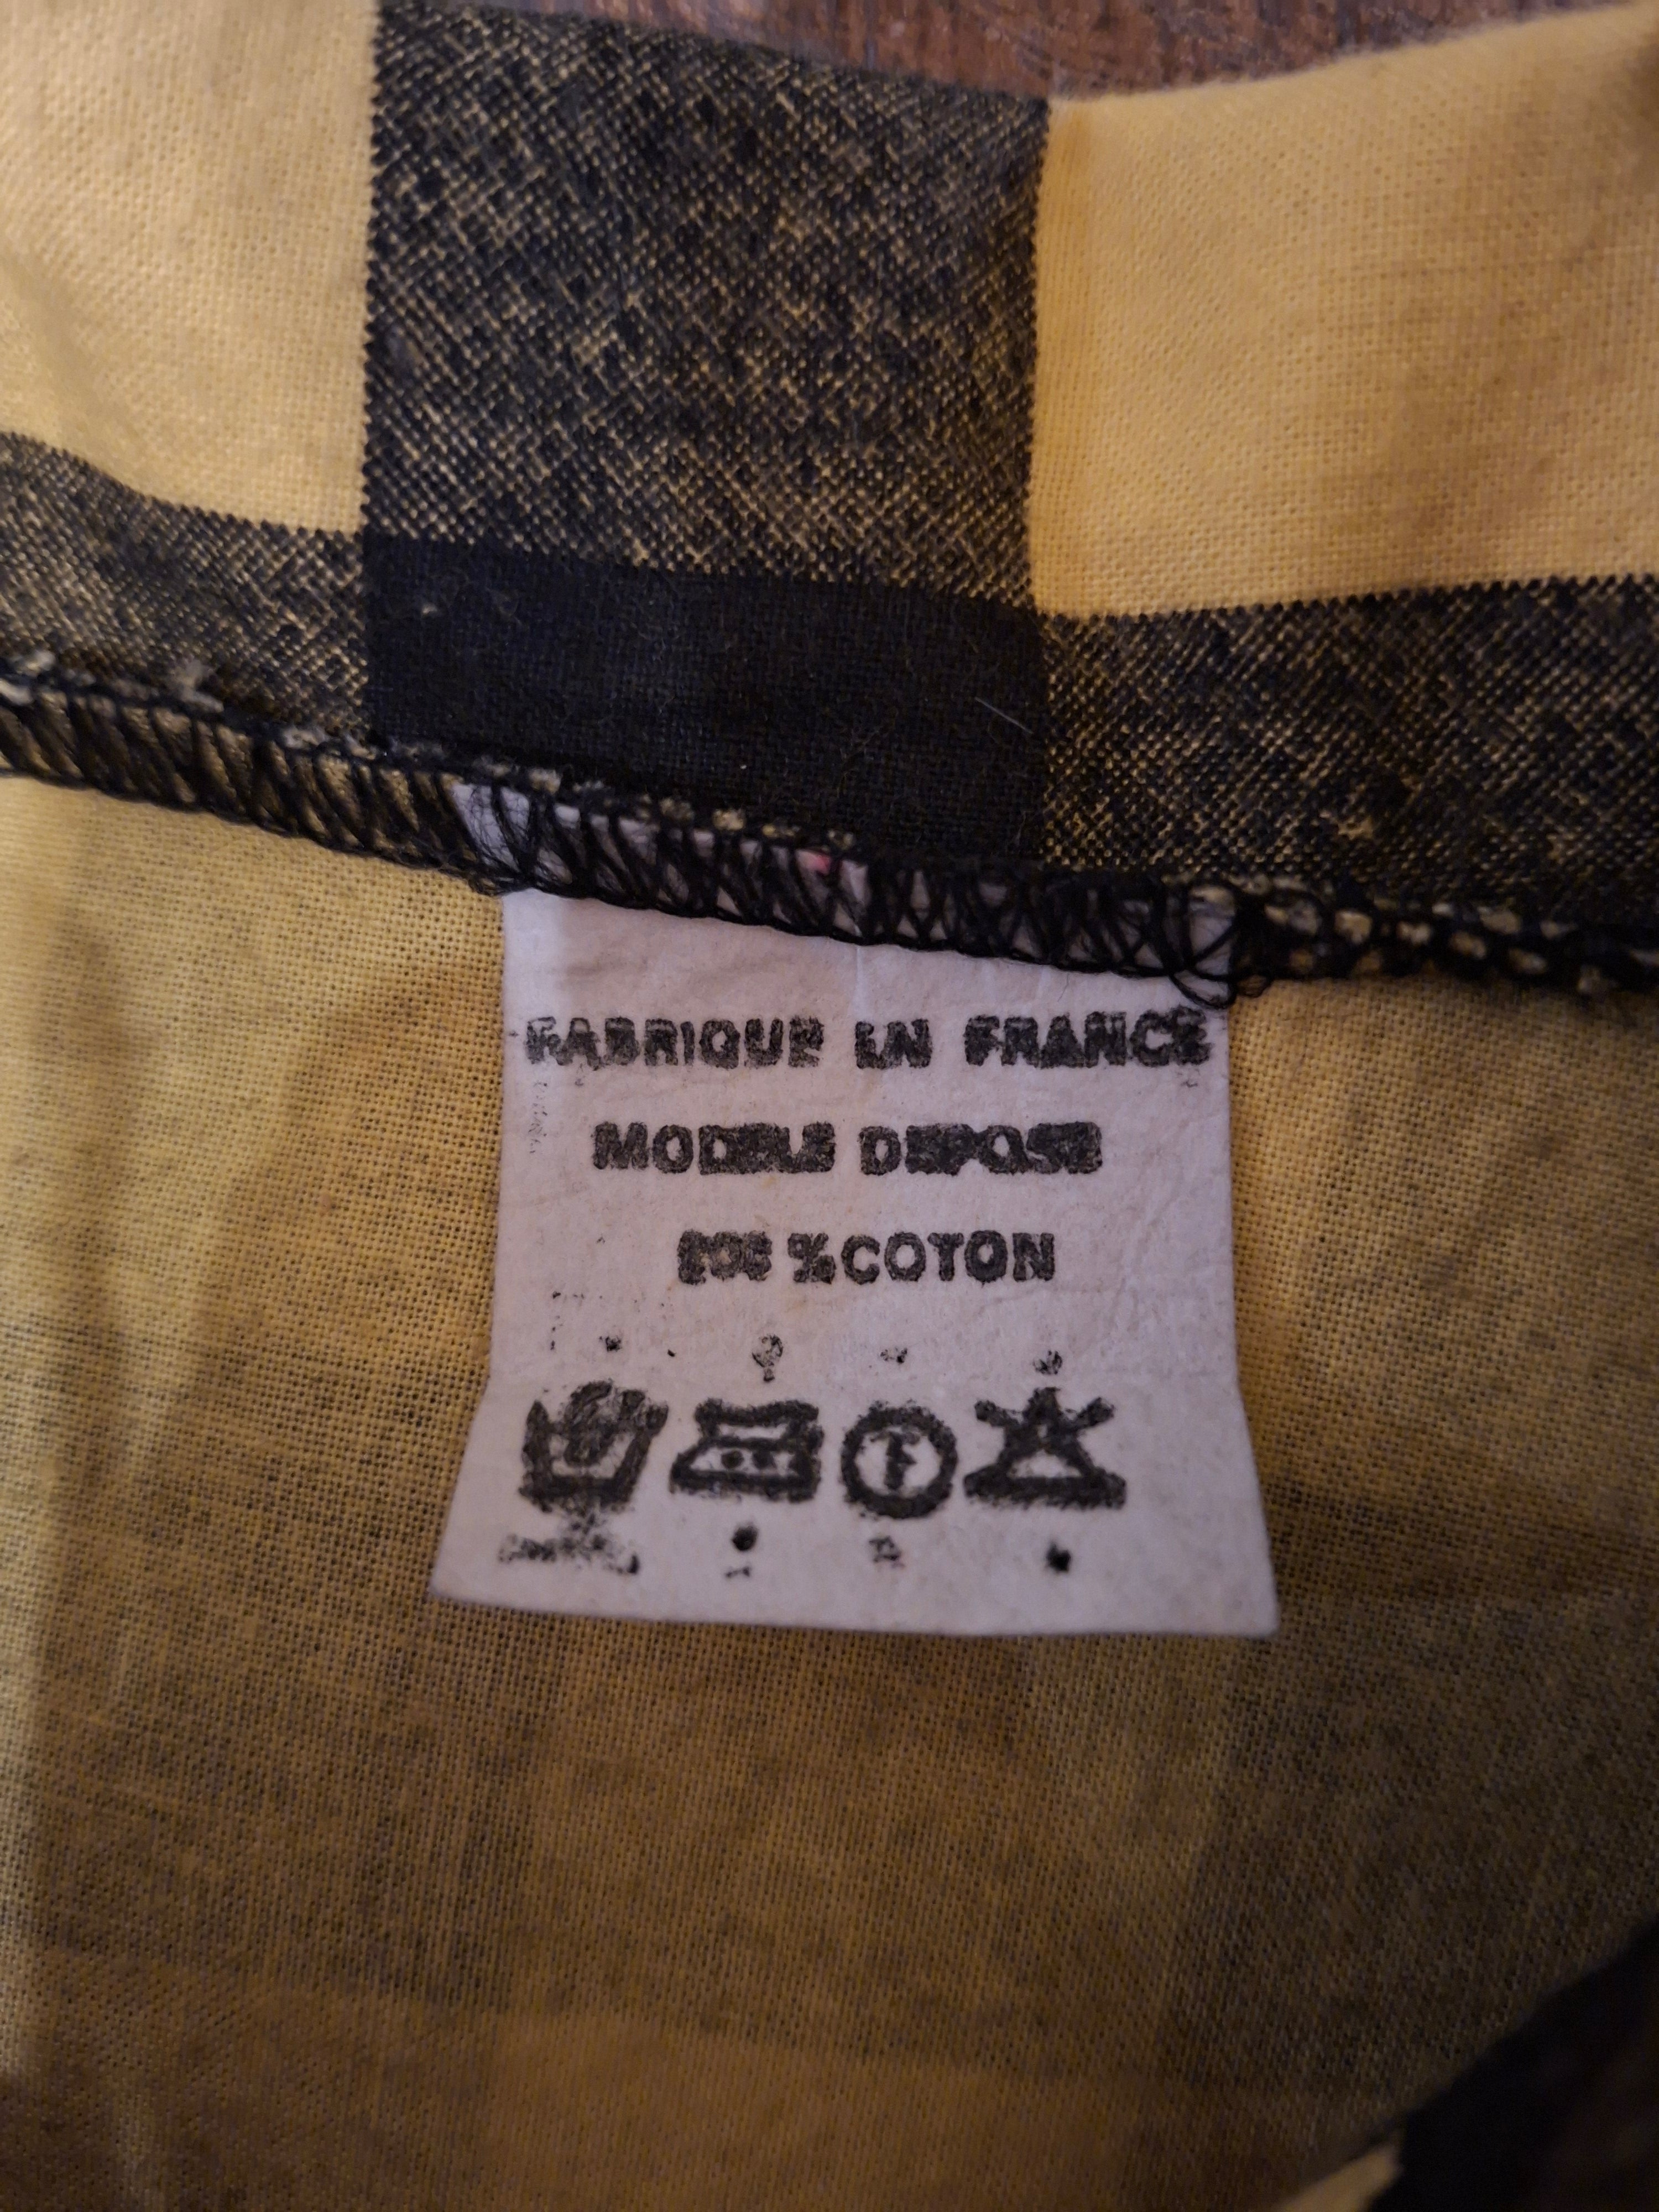 FABRIQUE EN FRANCE
MODELE DEPOSE
100 % COTON